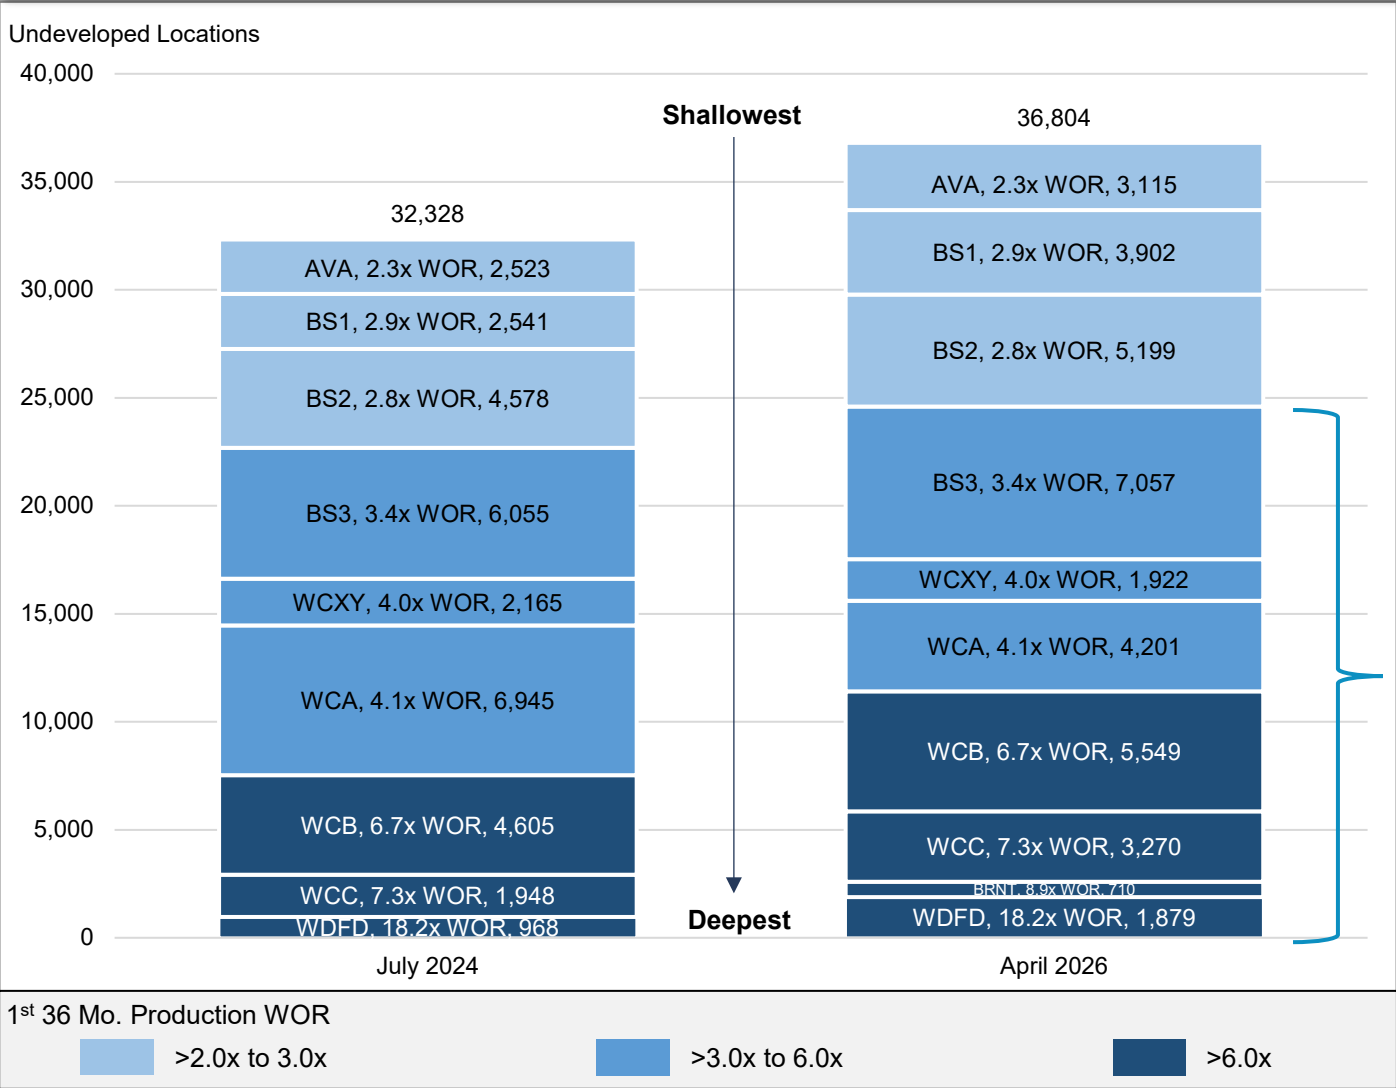 Undeveloped Locations
40,000
35,000
30,000
25,000
20,000
15,000
10,000
5,000
0
32,328
AVA, 2.3x WOR, 2,523
BS1, 2.9x WOR, 2,541
BS2, 2.8x WOR, 4,578
BS3, 3.4x WOR, 6,055
WCXY, 4.0x WOR, 2,165
WCA, 4.1x WOR, 6,945
WCB, 6.7x WOR, 4,605
WCC, 7.3x WOR, 1,948
WDFD, 18.2x WOR, 968
July 2024
Shallowest
Deepest
36,804
AVA, 2.3x WOR, 3,115
BS1, 2.9x WOR, 3,902
BS2, 2.8x WOR, 5,199
BS3, 3.4x WOR, 7,057
WCXY, 4.0x WOR, 1,922
WCA, 4.1x WOR, 4,201
WCB, 6.7x WOR, 5,549
WCC, 7.3x WOR, 3,270
BRNT, 8.9x WOR, 710
WDFD, 18.2x WOR, 1,879
April 2026
1st 36 Mo. Production WOR
>2.0x to 3.0x
>3.0x to 6.0x
>6.0x